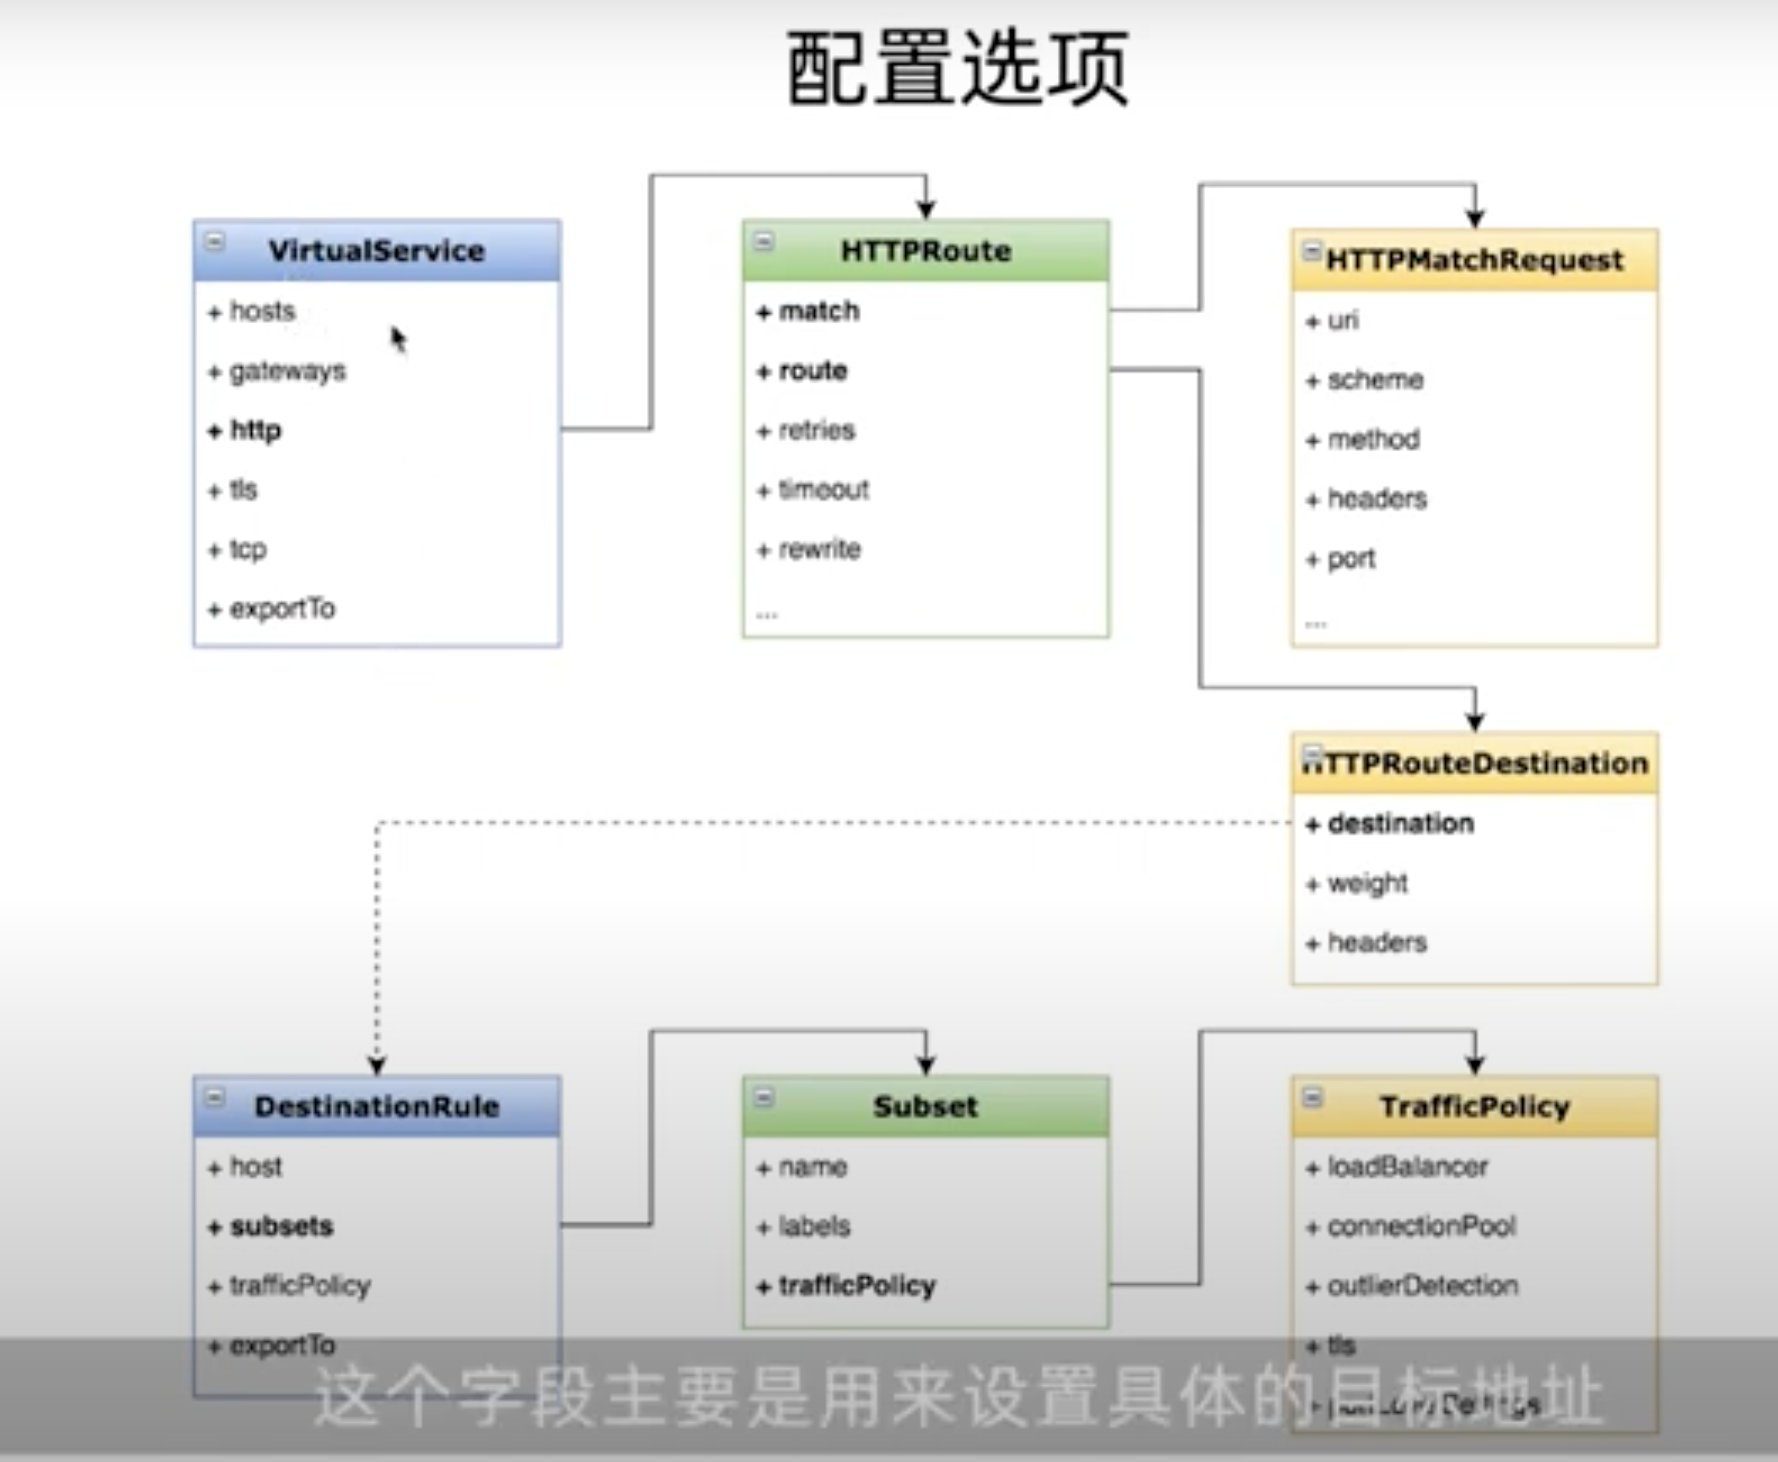 配置选项
VirtualService
+ hosts
+ gateways
+ http
+ tls
+ tcp
+ exportTo
HTTPRoute
+ match
+ route
+ retries
+ timeout
+ rewrite
...
HTTPMatchRequest
+ uri
+ scheme
+ method
+ headers
+ port
...
HTTPRouteDestination
+ destination
+ weight
+ headers
DestinationRule
+ host
+ subsets
+ trafficPolicy
+ exportTo
Subset
+ name
+ labels
+ trafficPolicy
TrafficPolicy
+ loadBalancer
+ connectionPool
+ outlierDetection
+ tls
这个字段主要是用来设置具体的目标地址